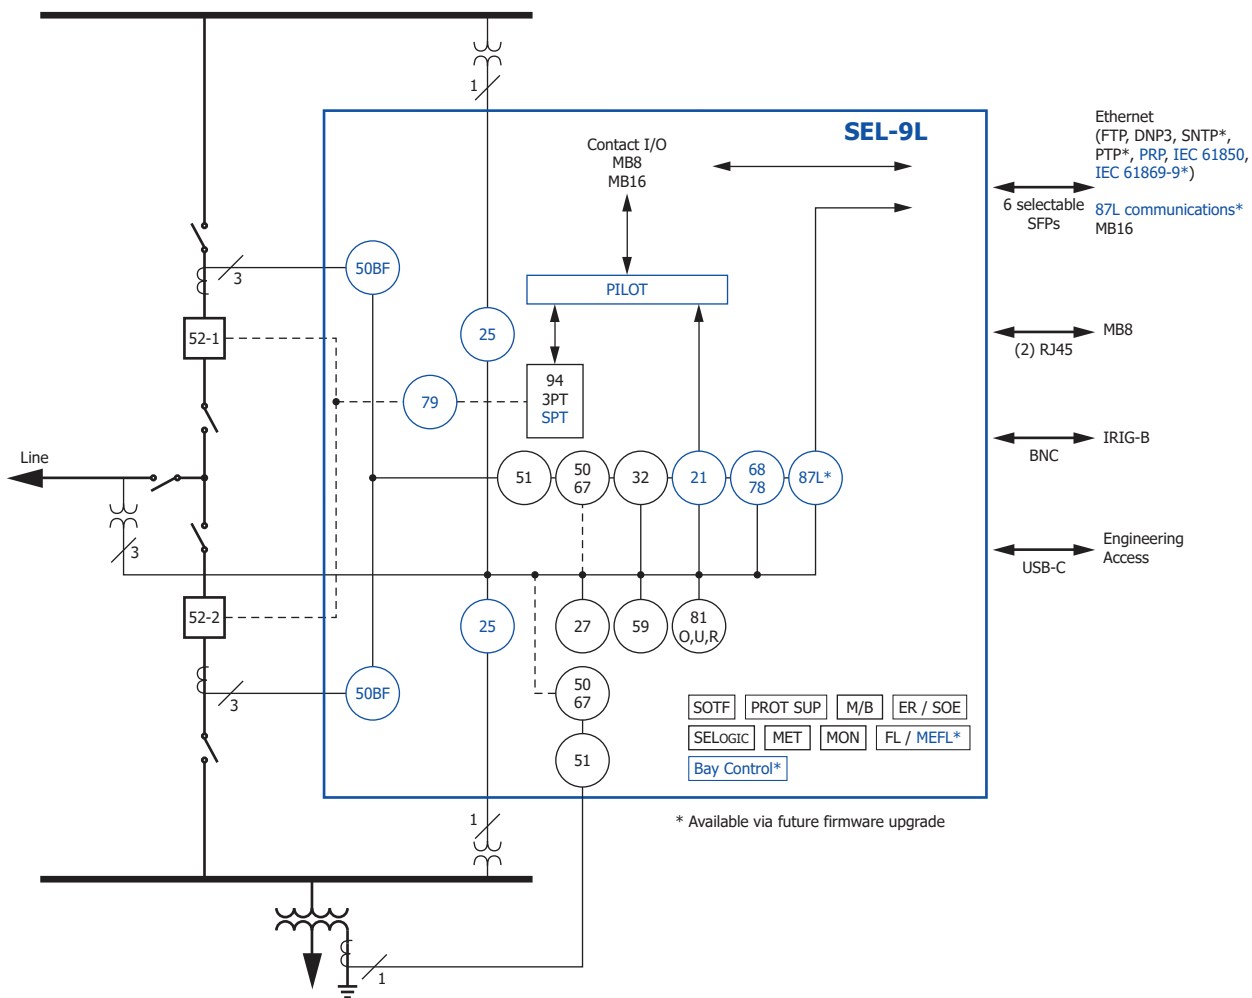 1
SEL-9L
Contact I/O
MB8
MB16
Ethernet
(FTP, DNP3, SNTP*,
PTP*, PRP, IEC 61850,
IEC 61869-9*)
6 selectable
SFPs
87L communications*
MB16
50BF
3
PILOT
52-1
25
MB8
(2) RJ45
94
3PT
SPT
79
IRIG-B
BNC
Line
51
50
67
32
21
68
78
87L*
3
Engineering
Access
USB-C
52-2
25
27
59
81
O,U,R
50BF
3
50
67
SOTF
PROT SUP
M/B
ER / SOE
SELOGIC
MET
MON
FL / MEFL*
Bay Control*
51
1
* Available via future firmware upgrade
1